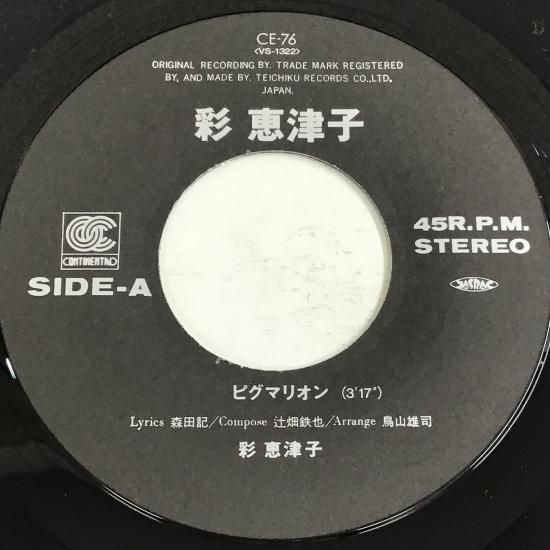 CE-76
<VS-1322>
ORIGINAL RECORDING BY. TRADE MARK REGISTERED
BY, AND MADE BY. TEICHIKU RECORDS CO.,LTD.
JAPAN.
彩 恵津子
CONTINENTAL
SIDE-A
45R.P.M.
STEREO
JASRAC
ピグマリオン (3'17")
Lyrics 森田記/Compose 辻畑鉄也/Arrange 鳥山雄司
彩 恵津子